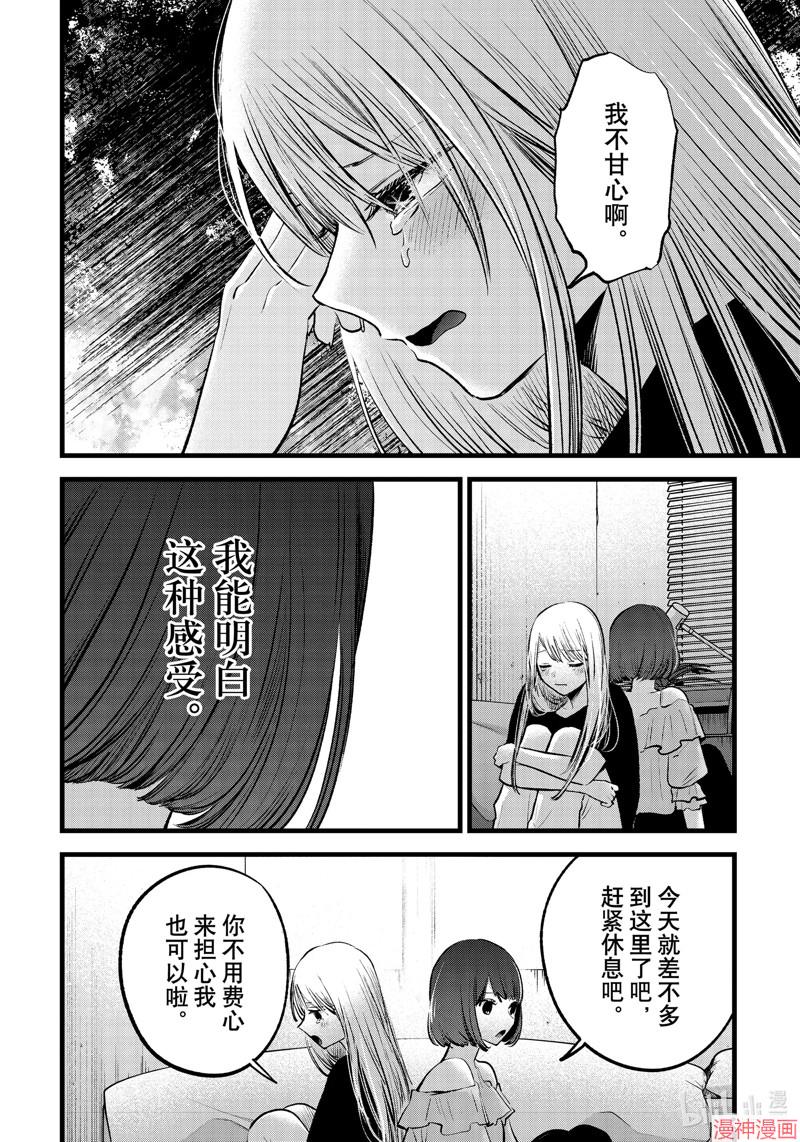 我不甘心啊。
我能明白
这种感受。
今天就差不多
到这里了吧，
赶紧休息吧。
你不用费心
来担心我
也可以啦。
漫神漫画